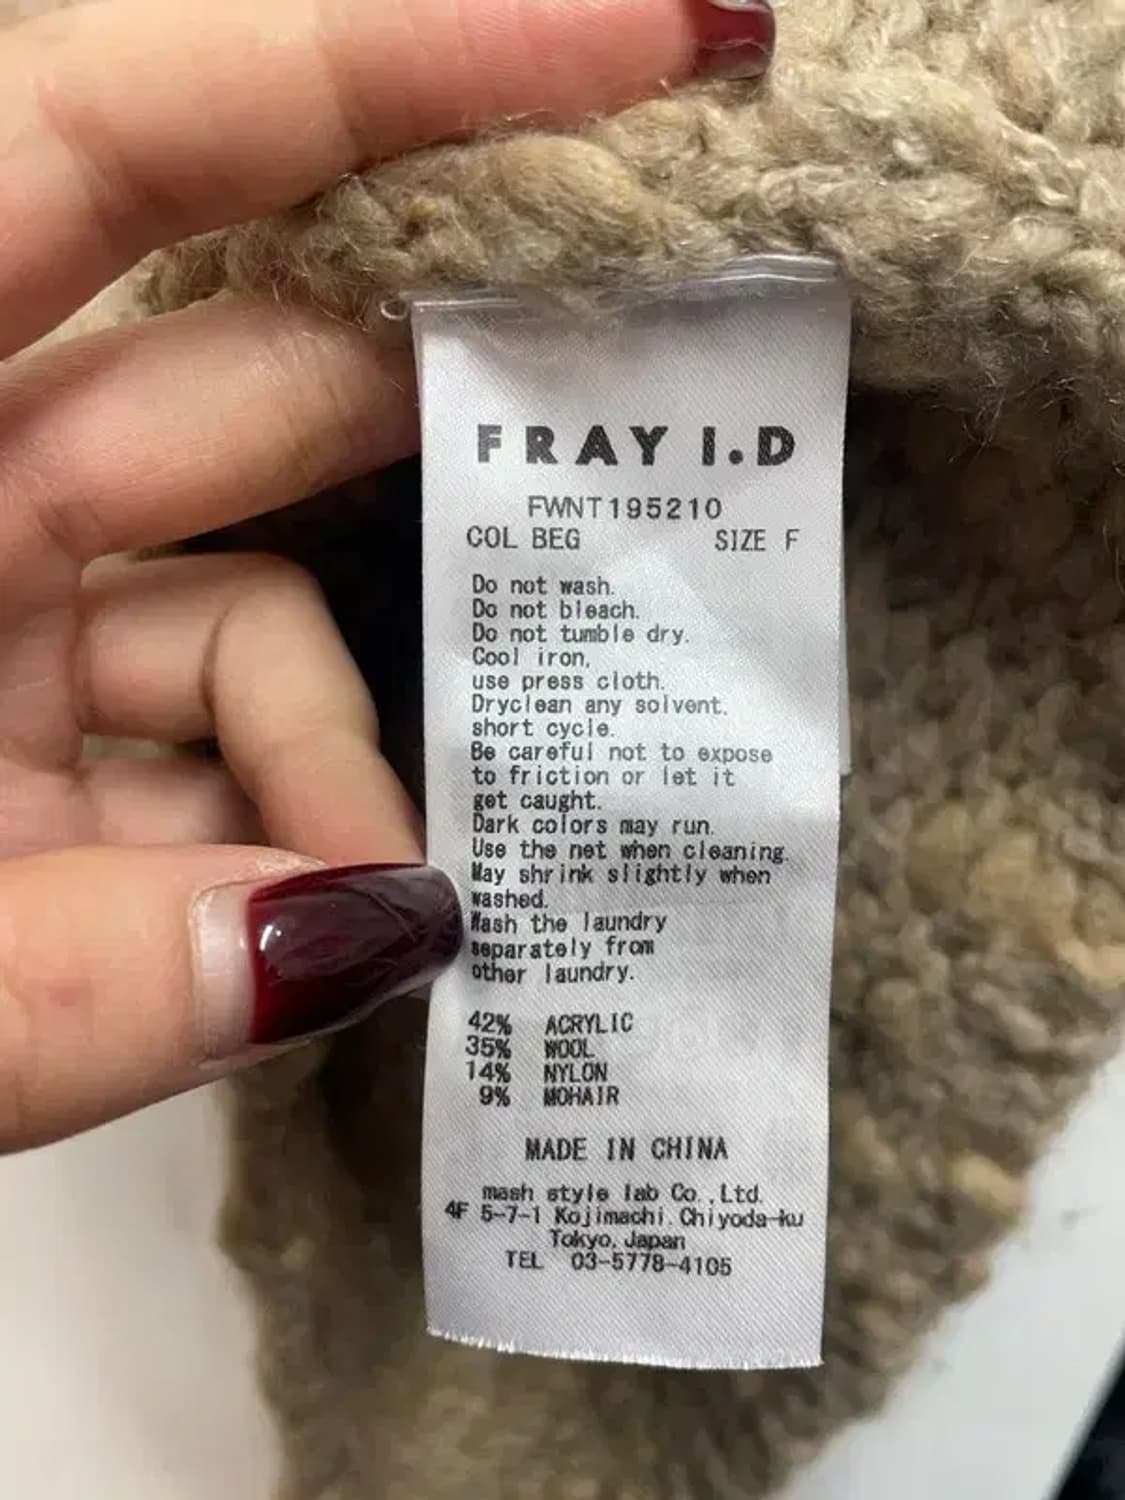 FRAY I.D
FWNT195210
COL BEG SIZE F
Do not wash.
Do not bleach.
Do not tumble dry.
Cool iron,
use press cloth.
Dryclean any solvent,
short cycle.
Be careful not to expose
to friction or let it
get caught.
Dark colors may run.
Use the net when cleaning.
May shrink slightly when
washed.
Wash the laundry
separately from
other laundry.
42% ACRYLIC
35% WOOL
14% NYLON
9% MOHAIR
MADE IN CHINA
mash style lab Co.,Ltd.
4F 5-7-1 Kojimachi, Chiyoda-ku
Tokyo, Japan
TEL 03-5778-4105